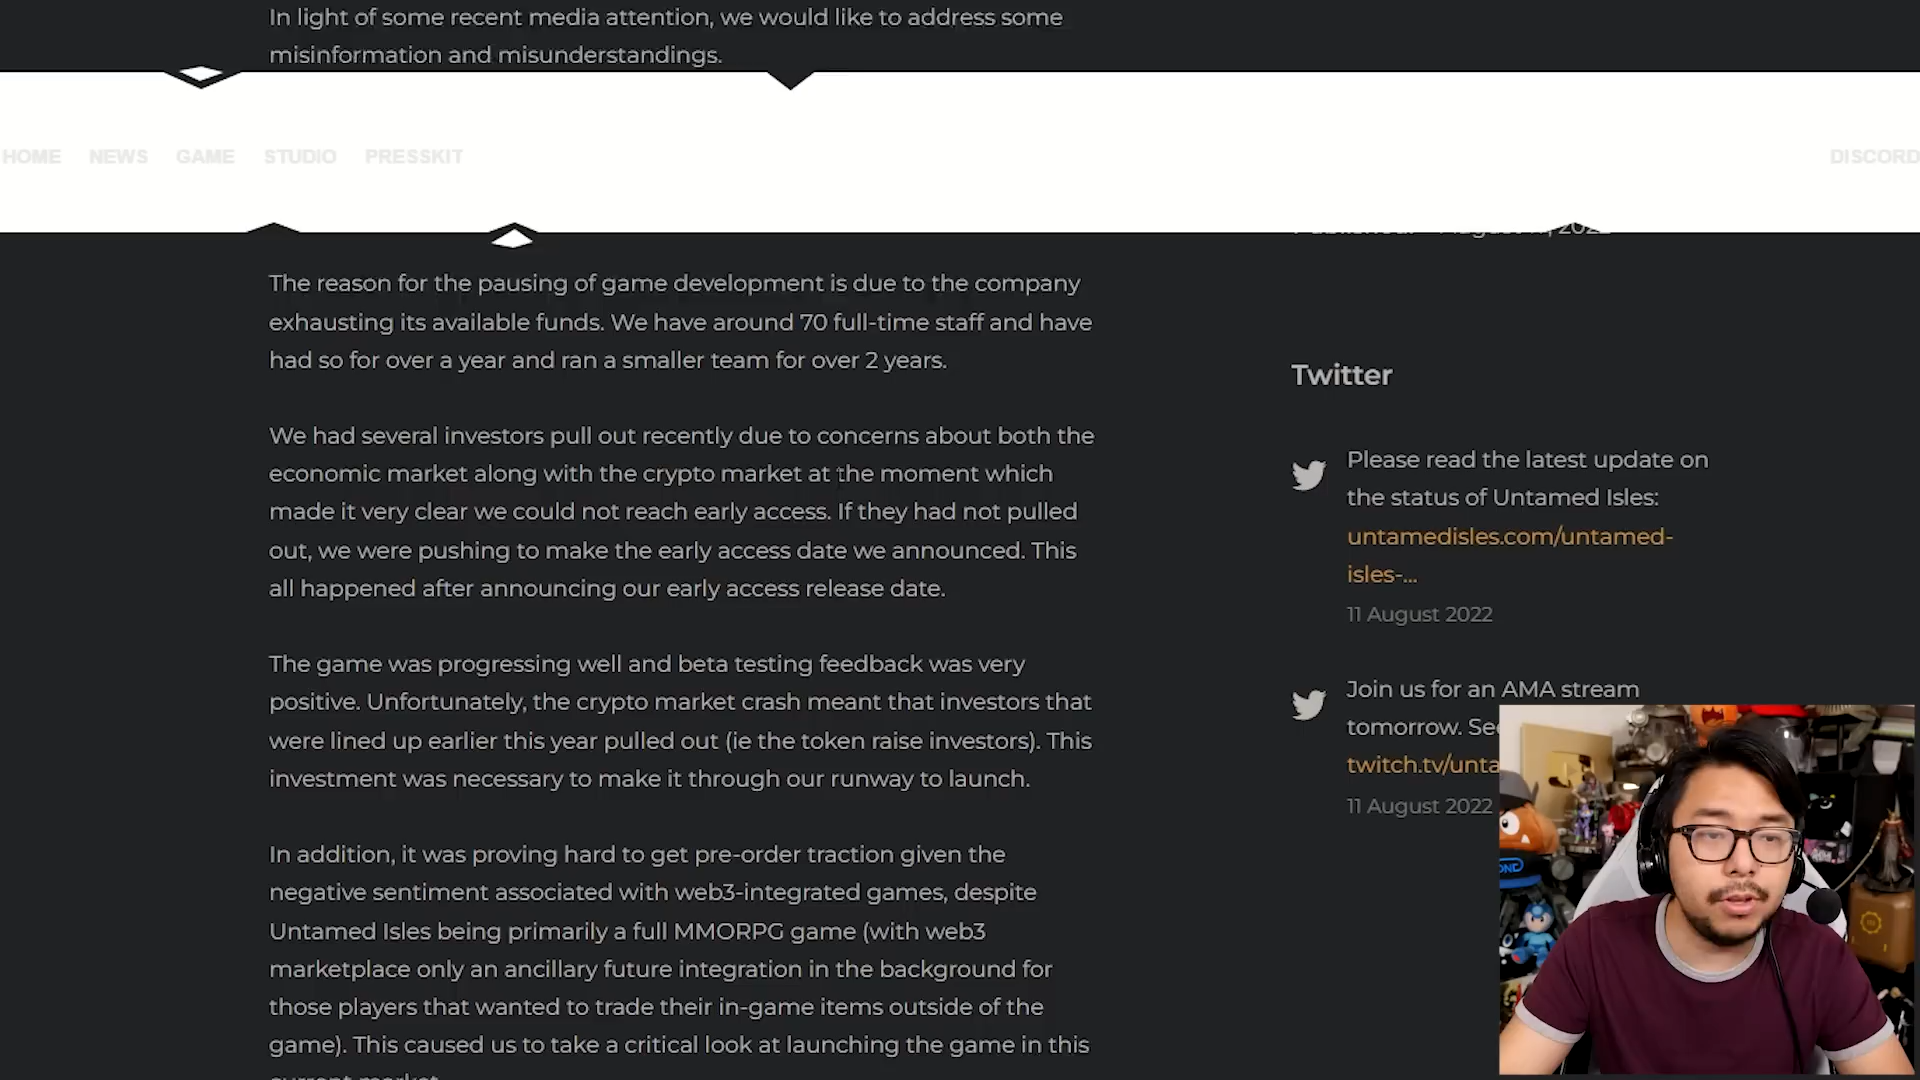 In light of some recent media attention, we would like to address some
misinformation and misunderstandings.
HOME NEWS GAME STUDIO PRESSKIT DISCORD
The reason for the pausing of game development is due to the company
exhausting its available funds. We have around 70 full-time staff and have
had so for over a year and ran a smaller team for over 2 years.
We had several investors pull out recently due to concerns about both the
economic market along with the crypto market at the moment which
made it very clear we could not reach early access. If they had not pulled
out, we were pushing to make the early access date we announced. This
all happened after announcing our early access release date.
The game was progressing well and beta testing feedback was very
positive. Unfortunately, the crypto market crash meant that investors that
were lined up earlier this year pulled out (ie the token raise investors). This
investment was necessary to make it through our runway to launch.
In addition, it was proving hard to get pre-order traction given the
negative sentiment associated with web3-integrated games, despite
Untamed Isles being primarily a full MMORPG game (with web3
marketplace only an ancillary future integration in the background for
those players that wanted to trade their in-game items outside of the
game). This caused us to take a critical look at launching the game in this
current market.
Twitter
Please read the latest update on
the status of Untamed Isles:
untamedisles.com/untamed-
isles-...
11 August 2022
Join us for an AMA stream
tomorrow. See
twitch.tv/unta
11 August 2022